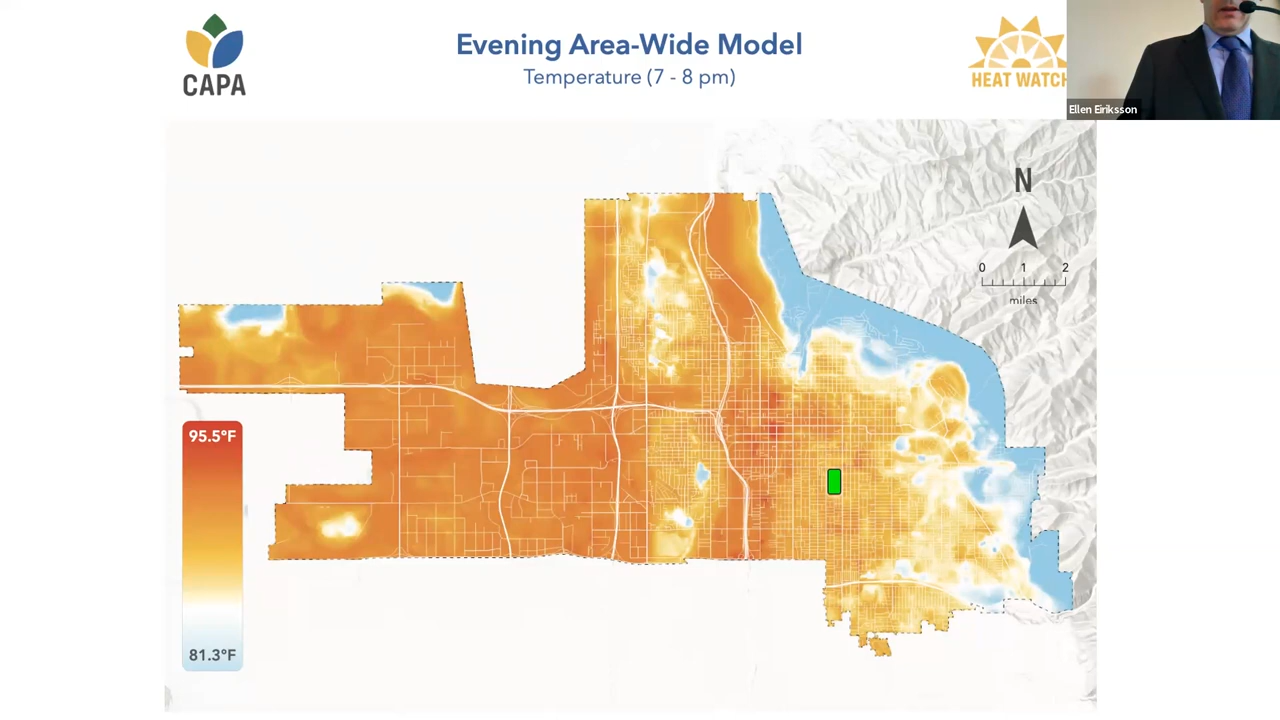 CAPA
Evening Area-Wide Model
Temperature (7 - 8 pm)
HEAT WATCH
Ellen Eiriksson
N
0 1 2
miles
95.5°F
81.3°F